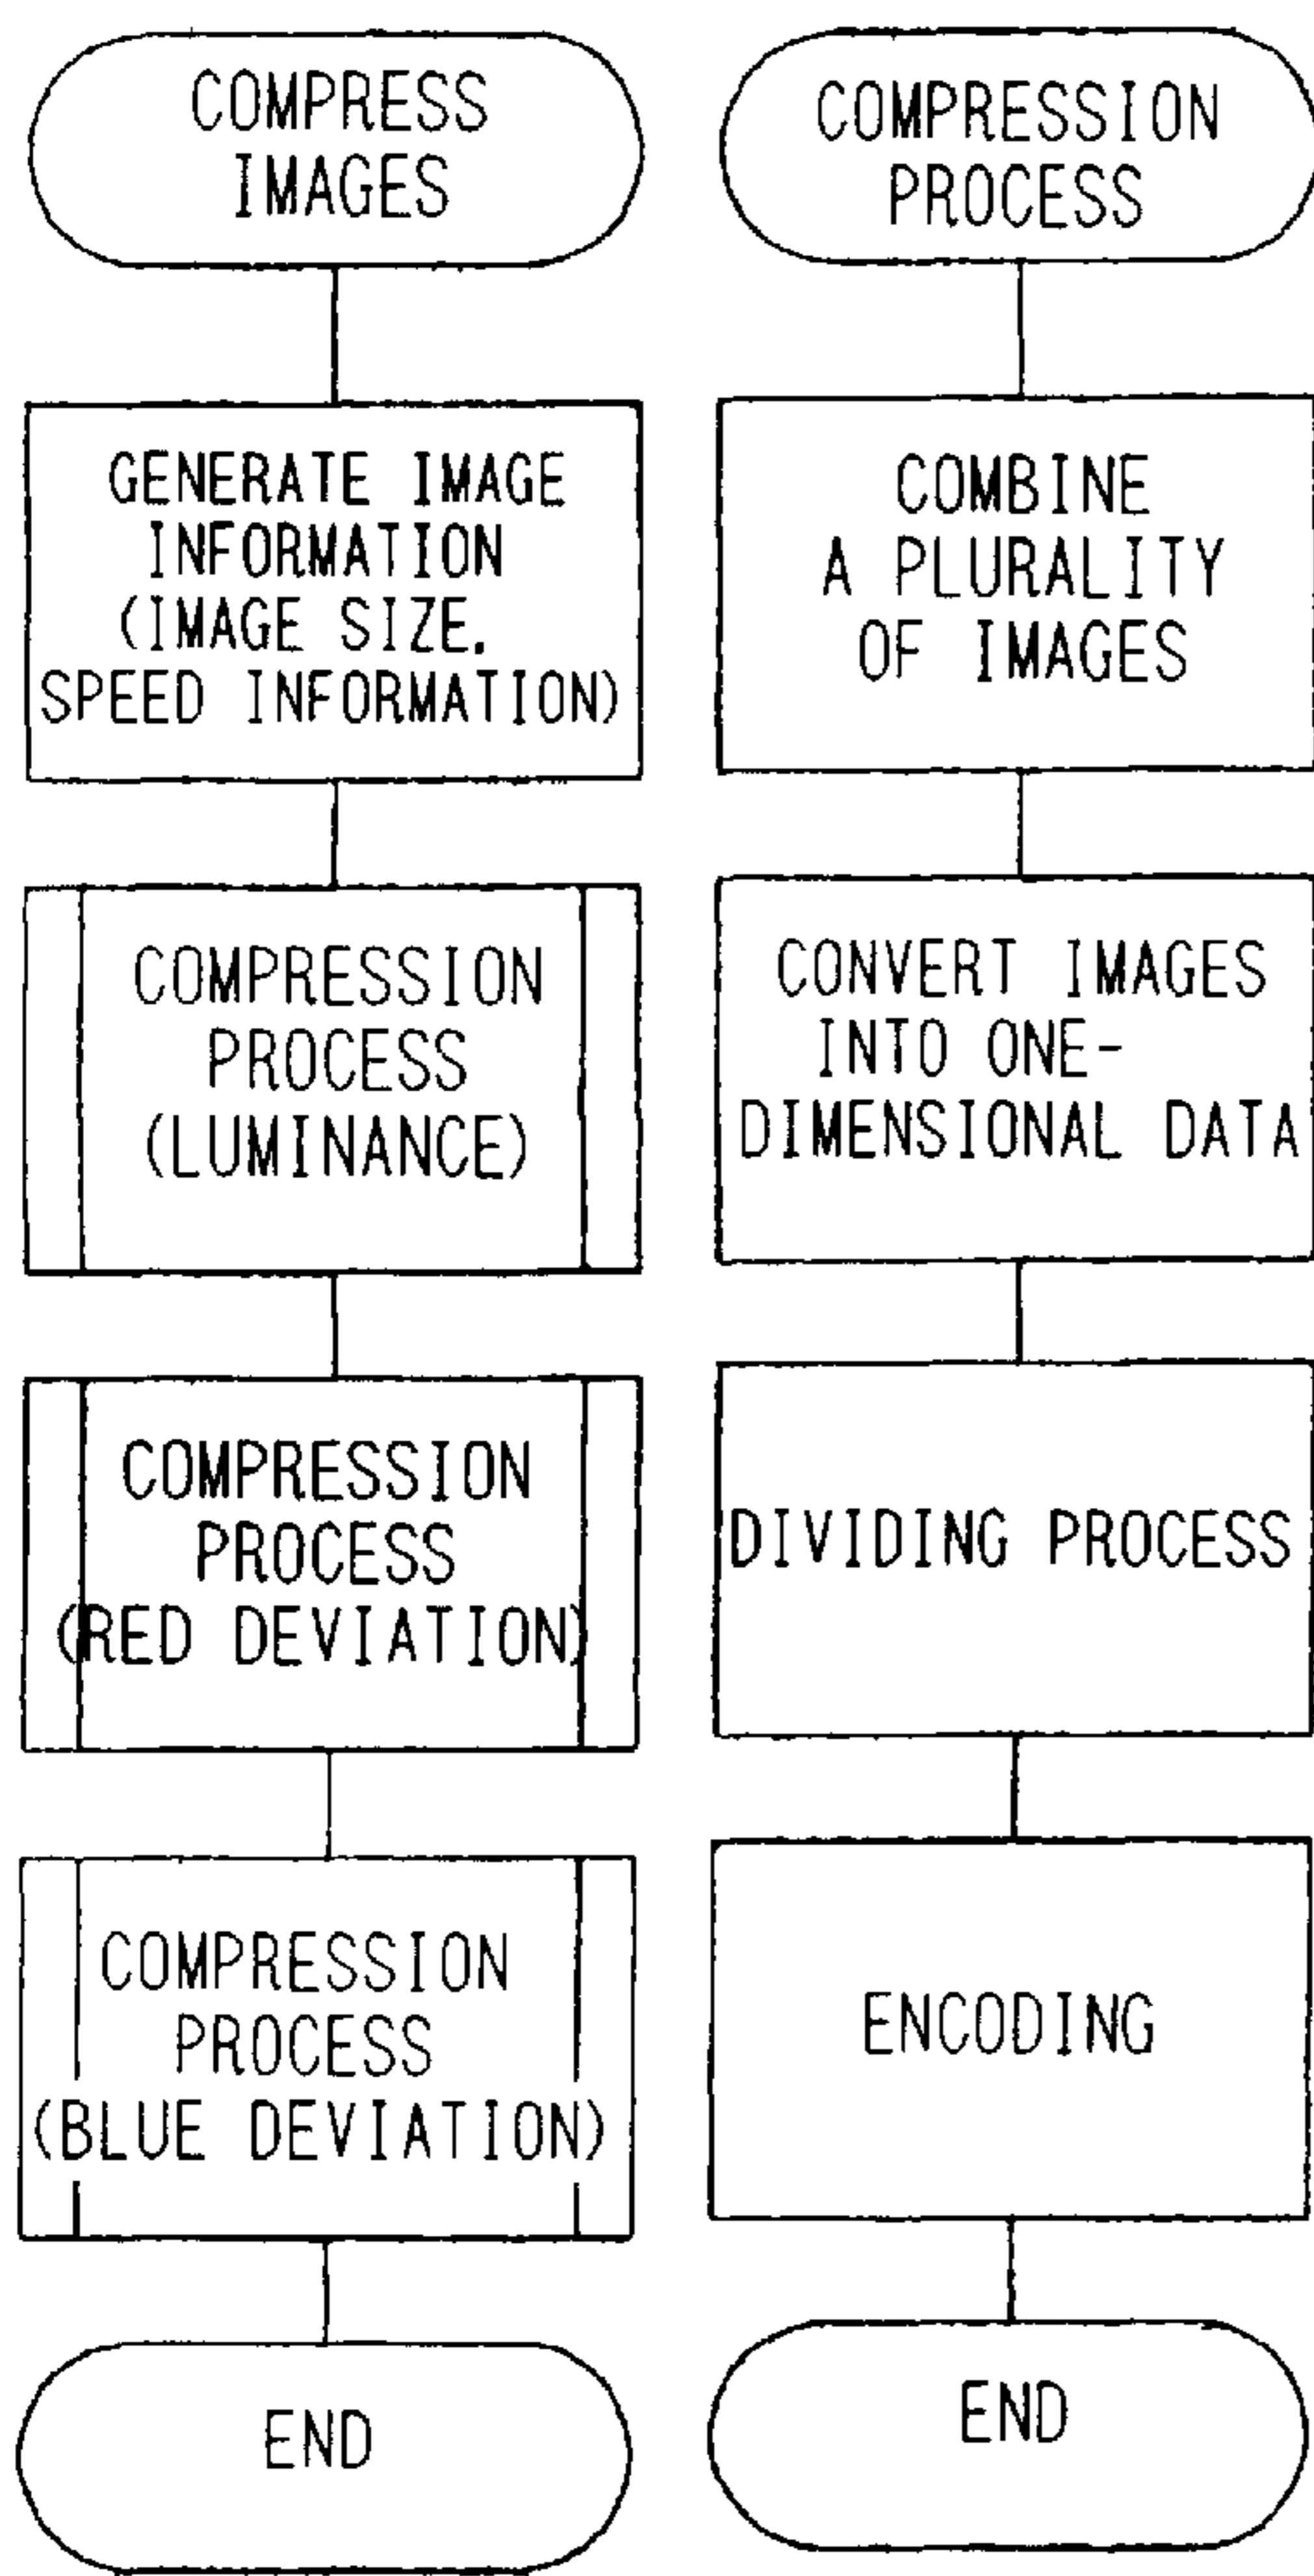 COMPRESS
IMAGES
GENERATE IMAGE
INFORMATION
(IMAGE SIZE.
SPEED INFORMATION)
COMPRESSION
PROCESS
(LUMINANCE)
COMPRESSION
PROCESS
(RED DEVIATION)
COMPRESSION
PROCESS
(BLUE DEVIATION)
END
COMPRESSION
PROCESS
COMBINE
A PLURALITY
OF IMAGES
CONVERT IMAGES
INTO ONE-
DIMENSIONAL DATA
DIVIDING PROCESS
ENCODING
END